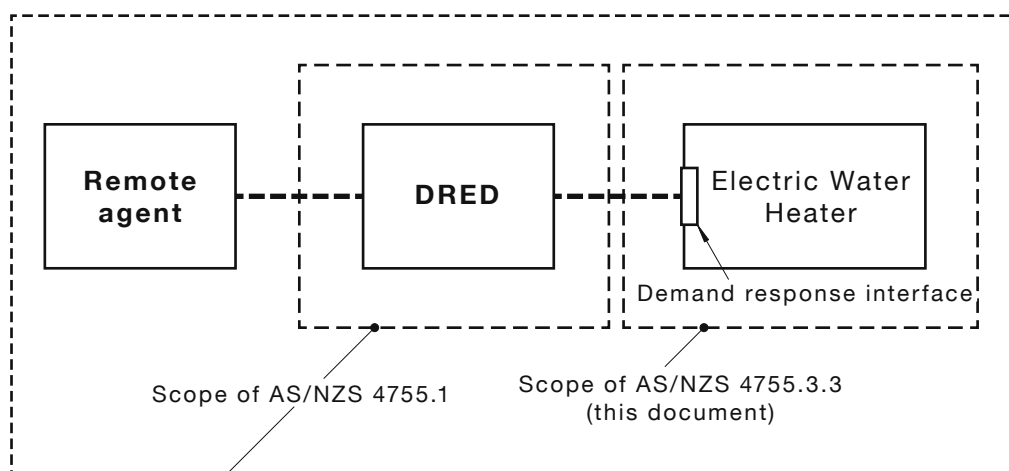 Remote
agent
DRED
Electric Water
Heater
Demand response interface
Scope of AS/NZS 4755.1
Scope of AS/NZS 4755.3.3
(this document)